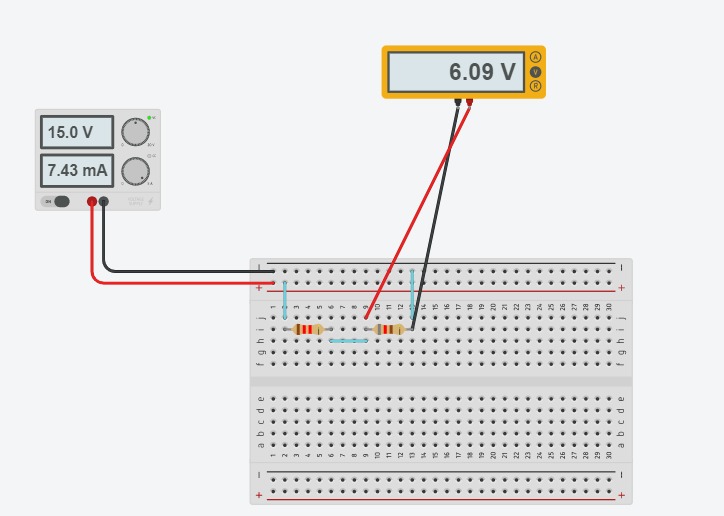 6.09 V
A
V
R
15.0 V
7.43 mA
ON
− −
+ +
1 2 3 4 5 6 7 8 9 10 11 12 13 14 15 16 17 18 19 20 21 22 23 24 25 26 27 28 29 30
j j
i i
h h
g g
f f
e e
d d
c c
b b
a a
1 2 3 4 5 6 7 8 9 10 11 12 13 14 15 16 17 18 19 20 21 22 23 24 25 26 27 28 29 30
− −
+ +